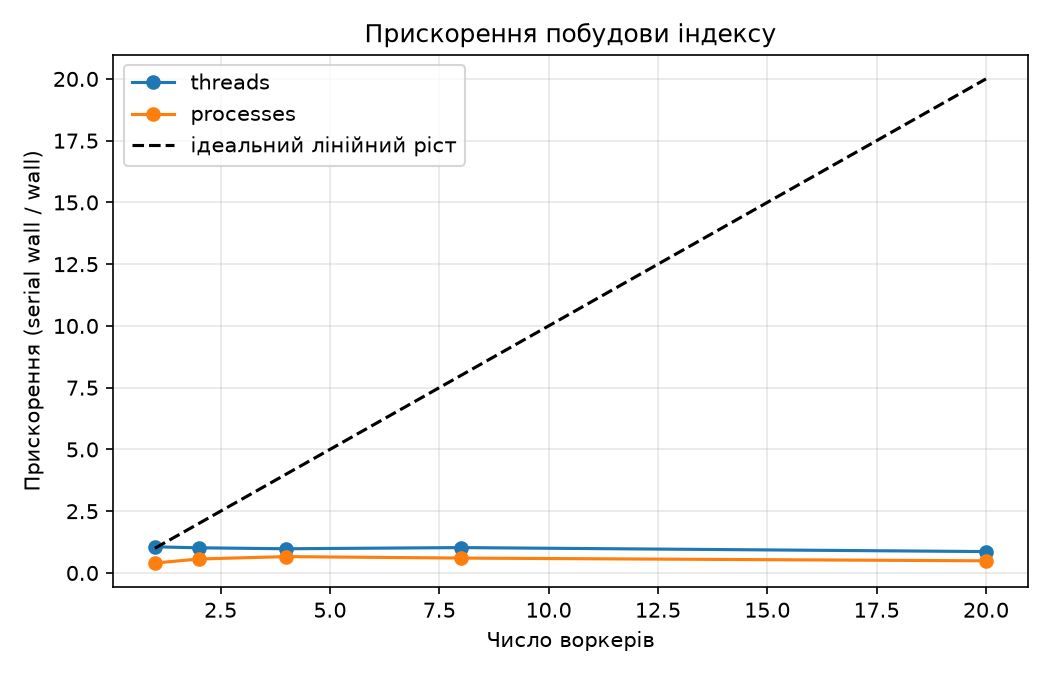 Прискорення побудови індексу
threads
processes
ідеальний лінійний ріст
Прискорення (serial wall / wall)
20.0
17.5
15.0
12.5
10.0
7.5
5.0
2.5
0.0
2.5 5.0 7.5 10.0 12.5 15.0 17.5 20.0
Число воркерів